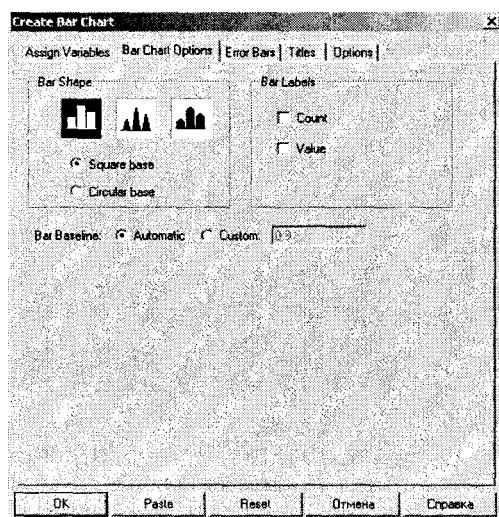 Create Bar Chart
Assign Variables Bar Chart Options Error Bars Titles Options
Bar Shape Bar Labels
Count
Value
Square base
Circular base
Bar Baseline: Automatic Custom:
OK Paste Reset Отмена Справка